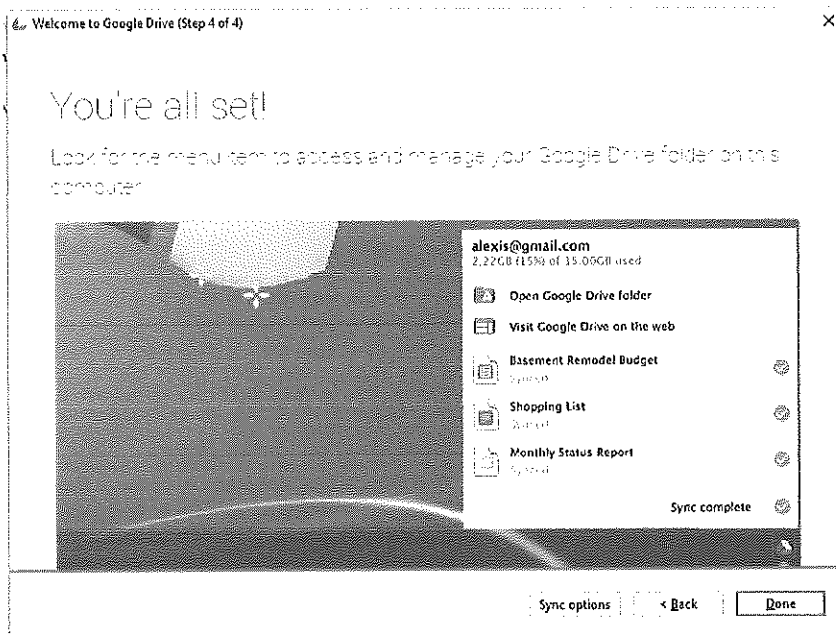 Welcome to Google Drive (Step 4 of 4)
You're all set!
Look for the menu item to access and manage your Google Drive folder on this
computer
alexis@gmail.com
2.22GB (15%) of 15.00GB used
Open Google Drive folder
Visit Google Drive on the web
Basement Remodel Budget
Synced
Shopping List
Monthly Status Report
Synced
Sync complete
Sync options
< Back
Done